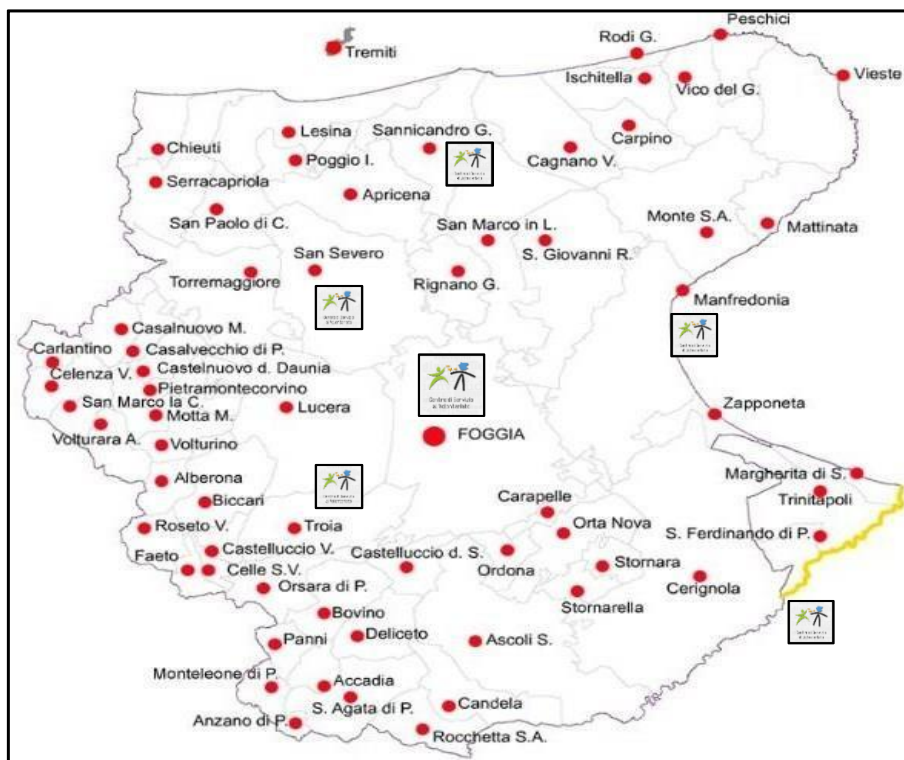 Peschici
Rodi G.
Tremiti
Ischitella
Vico del G.
Vieste
Lesina
Sannicandro G.
Carpino
Chieuti
Poggio I.
Cagnano V.
Serracapriola
Apricena
San Paolo di C.
San Marco in L.
Monte S.A.
Mattinata
San Severo
S. Giovanni R.
Torremaggiore
Rignano G.
Manfredonia
Casalnuovo M.
Carlantino
Casalvecchio di P.
Celenza V.
Castelnuovo d. Daunia
Pietramontecorvino
San Marco la C.
Lucera
Motta M.
Zapponeta
Volturara A.
Volturino
FOGGIA
Alberona
Margherita di S.
Biccari
Carapelle
Trinitapoli
Roseto V.
Troia
Orta Nova
S. Ferdinando di P.
Faeto
Castelluccio V.
Castelluccio d. S.
Ordona
Celle S.V.
Stornara
Orsara di P.
Cerignola
Stornarella
Bovino
Panni
Deliceto
Ascoli S.
Monteleone di P.
Accadia
S. Agata di P.
Candela
Anzano di P.
Rocchetta S.A.